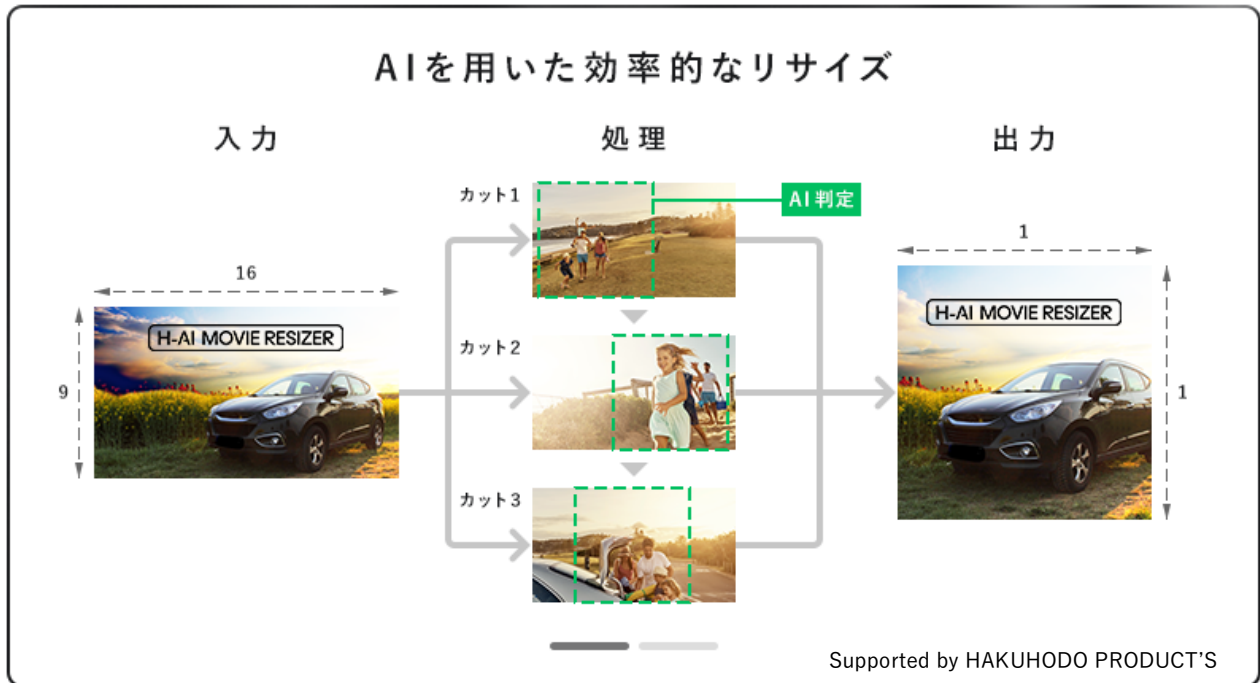 AIを用いた効率的なリサイズ
入力
処理
出力
カット1
AI判定
16
9
H-AI MOVIE RESIZER
カット2
カット3
1
1
H-AI MOVIE RESIZER
Supported by HAKUHODO PRODUCT'S